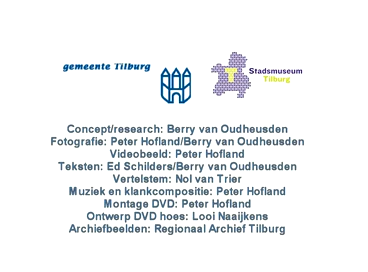 gemeente Tilburg
Stadsmuseum
Tilburg
Concept/research: Berry van Oudheusden
Fotografie: Peter Hofland/Berry van Oudheusden
Videobeeld: Peter Hofland
Teksten: Ed Schilders/Berry van Oudheusden
Vertelstem: Nol van Trier
Muziek en klankcompositie: Peter Hofland
Montage DVD: Peter Hofland
Ontwerp DVD hoes: Looi Naaijkens
Archiefbeelden: Regionaal Archief Tilburg